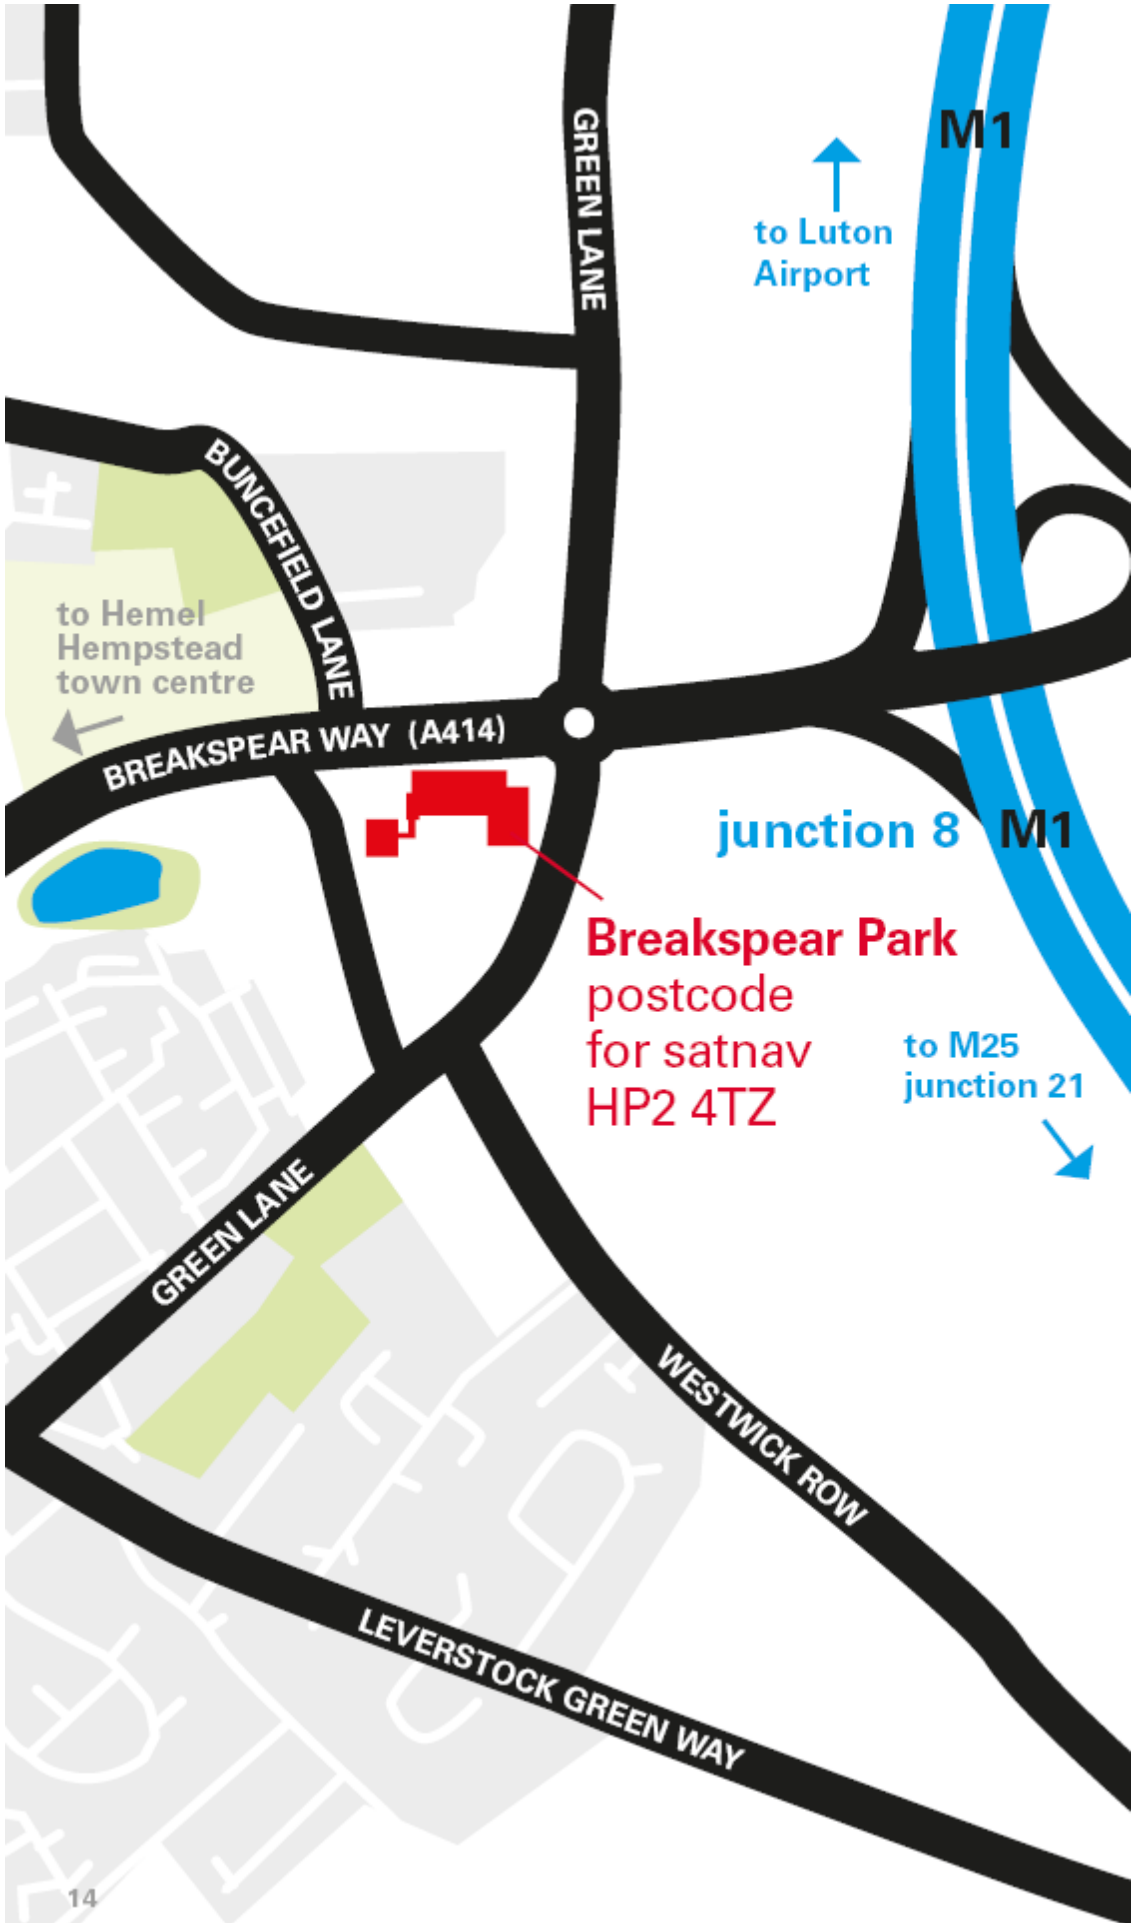 M1
GREEN LANE
to Luton
Airport
BUNCEFIELD LANE
to Hemel
Hempstead
town centre
BREAKSPEAR WAY (A414)
junction 8
M1
Breakspear Park
postcode
for satnav
HP2 4TZ
to M25
junction 21
GREEN LANE
WESTWICK ROW
LEVERSTOCK GREEN WAY
14